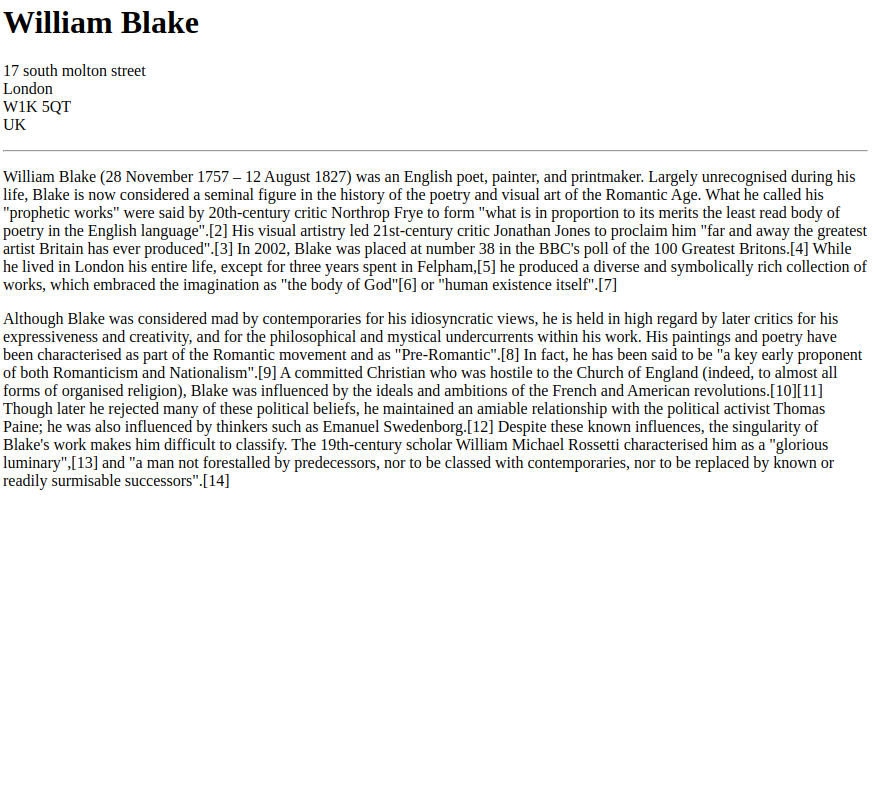 William Blake
17 south molton street
London
W1K 5QT
UK
William Blake (28 November 1757 – 12 August 1827) was an English poet, painter, and printmaker. Largely unrecognised during his
life, Blake is now considered a seminal figure in the history of the poetry and visual art of the Romantic Age. What he called his
"prophetic works" were said by 20th-century critic Northrop Frye to form "what is in proportion to its merits the least read body of
poetry in the English language".[2] His visual artistry led 21st-century critic Jonathan Jones to proclaim him "far and away the greatest
artist Britain has ever produced".[3] In 2002, Blake was placed at number 38 in the BBC's poll of the 100 Greatest Britons.[4] While
he lived in London his entire life, except for three years spent in Felpham,[5] he produced a diverse and symbolically rich collection of
works, which embraced the imagination as "the body of God"[6] or "human existence itself".[7]
Although Blake was considered mad by contemporaries for his idiosyncratic views, he is held in high regard by later critics for his
expressiveness and creativity, and for the philosophical and mystical undercurrents within his work. His paintings and poetry have
been characterised as part of the Romantic movement and as "Pre-Romantic".[8] In fact, he has been said to be "a key early proponent
of both Romanticism and Nationalism".[9] A committed Christian who was hostile to the Church of England (indeed, to almost all
forms of organised religion), Blake was influenced by the ideals and ambitions of the French and American revolutions.[10][11]
Though later he rejected many of these political beliefs, he maintained an amiable relationship with the political activist Thomas
Paine; he was also influenced by thinkers such as Emanuel Swedenborg.[12] Despite these known influences, the singularity of
Blake's work makes him difficult to classify. The 19th-century scholar William Michael Rossetti characterised him as a "glorious
luminary",[13] and "a man not forestalled by predecessors, nor to be classed with contemporaries, nor to be replaced by known or
readily surmisable successors".[14]